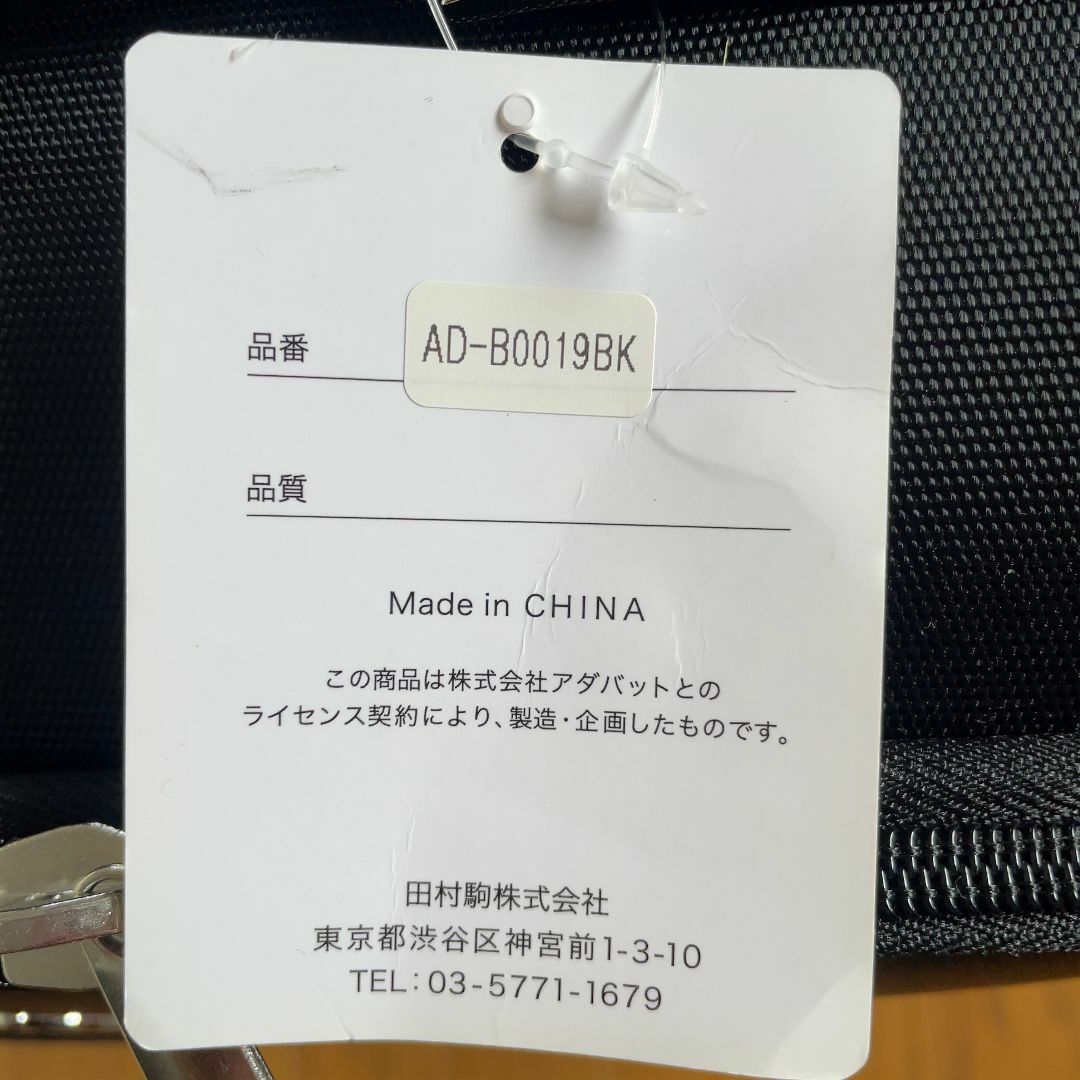 品番 AD-B0019BK
品質
Made in CHINA
この商品は株式会社アダバットとの
ライセンス契約により、製造・企画したものです。
田村駒株式会社
東京都渋谷区神宮前1-3-10
TEL:03-5771-1679